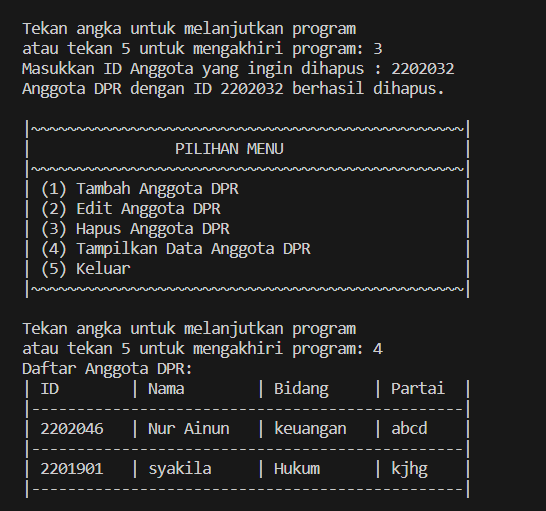 Tekan angka untuk melanjutkan program
atau tekan 5 untuk mengakhiri program: 3
Masukkan ID Anggota yang ingin dihapus : 2202032
Anggota DPR dengan ID 2202032 berhasil dihapus.
|~~~~~~~~~~~~~~~~~~~~~~~~~~~~~~~~~~~~~~~~~~~~~~~~|
|                PILIHAN MENU                    |
|~~~~~~~~~~~~~~~~~~~~~~~~~~~~~~~~~~~~~~~~~~~~~~~~|
| (1) Tambah Anggota DPR                         |
| (2) Edit Anggota DPR                           |
| (3) Hapus Anggota DPR                          |
| (4) Tampilkan Data Anggota DPR                 |
| (5) Keluar                                     |
|~~~~~~~~~~~~~~~~~~~~~~~~~~~~~~~~~~~~~~~~~~~~~~~~|
Tekan angka untuk melanjutkan program
atau tekan 5 untuk mengakhiri program: 4
Daftar Anggota DPR:
| ID        | Nama        | Bidang     | Partai  |
|------------------------------------------------|
| 2202046   | Nur Ainun   | keuangan   | abcd    |
|------------------------------------------------|
| 2201901   | syakila     | Hukum      | kjhg    |
|------------------------------------------------|